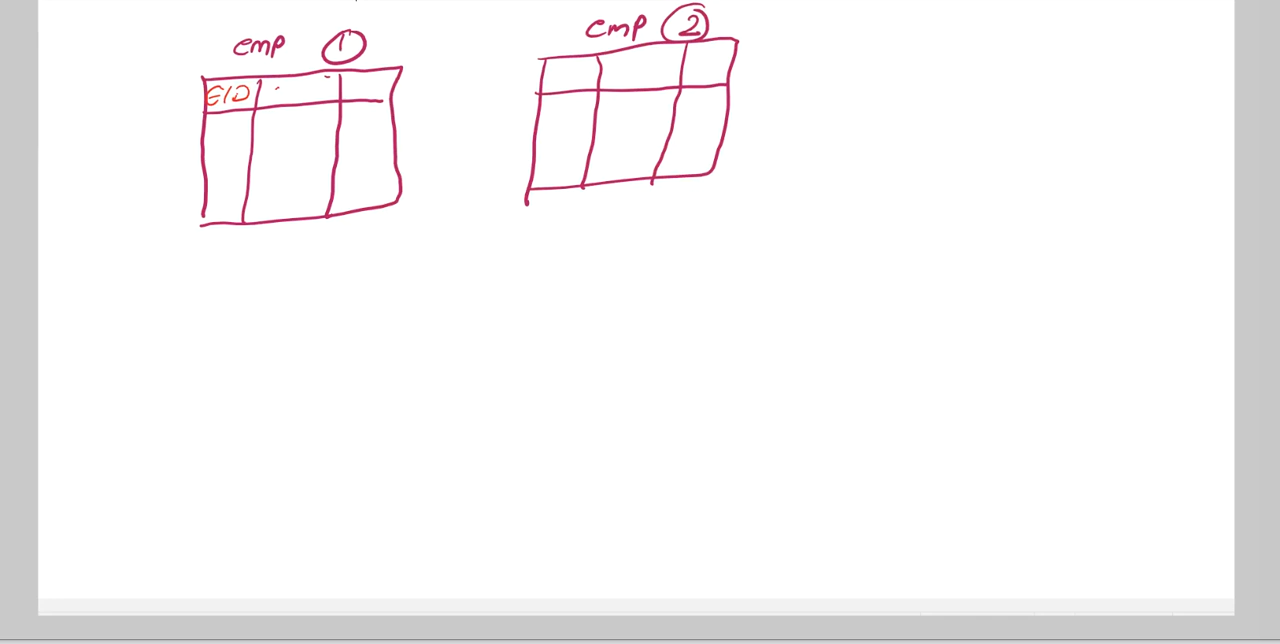 emp ①
emp ②
EID